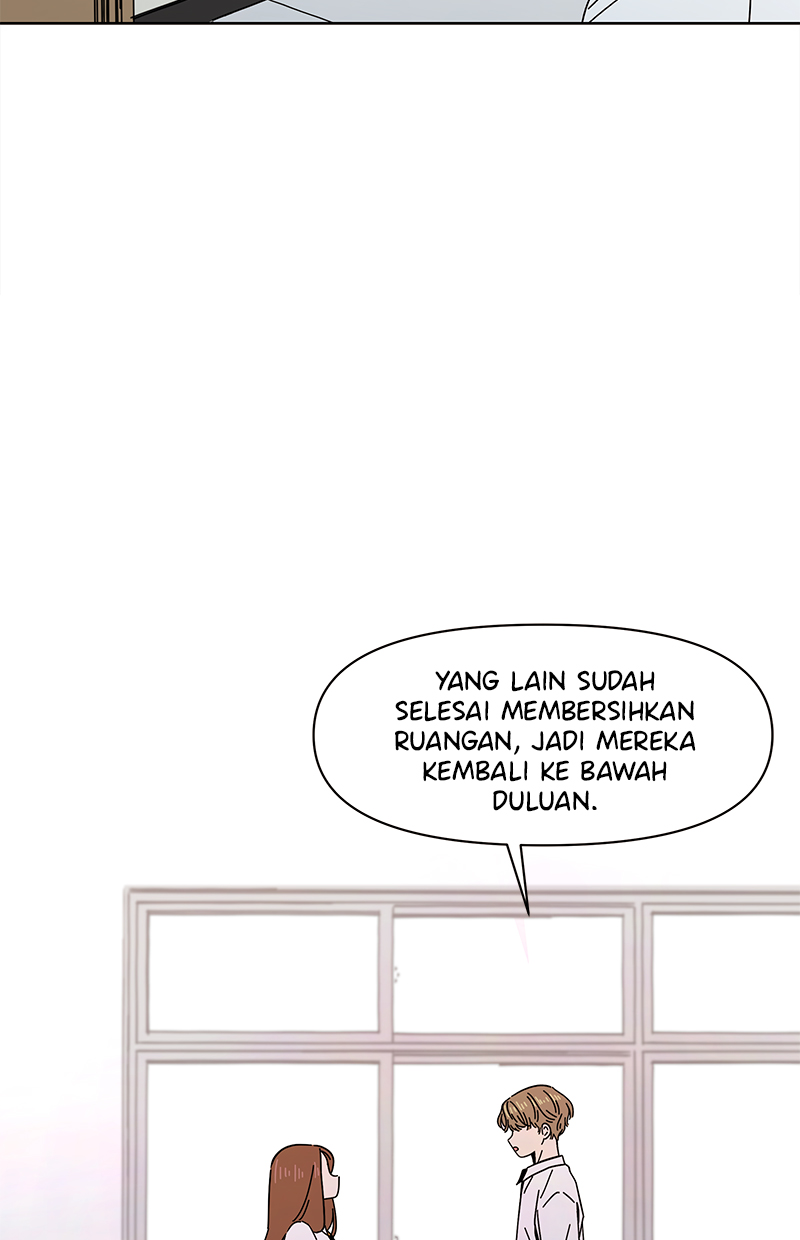 YANG LAIN SUDAH
SELESAI MEMBERSIHKAN
RUANGAN, JADI MEREKA
KEMBALI KE BAWAH
DULUAN.